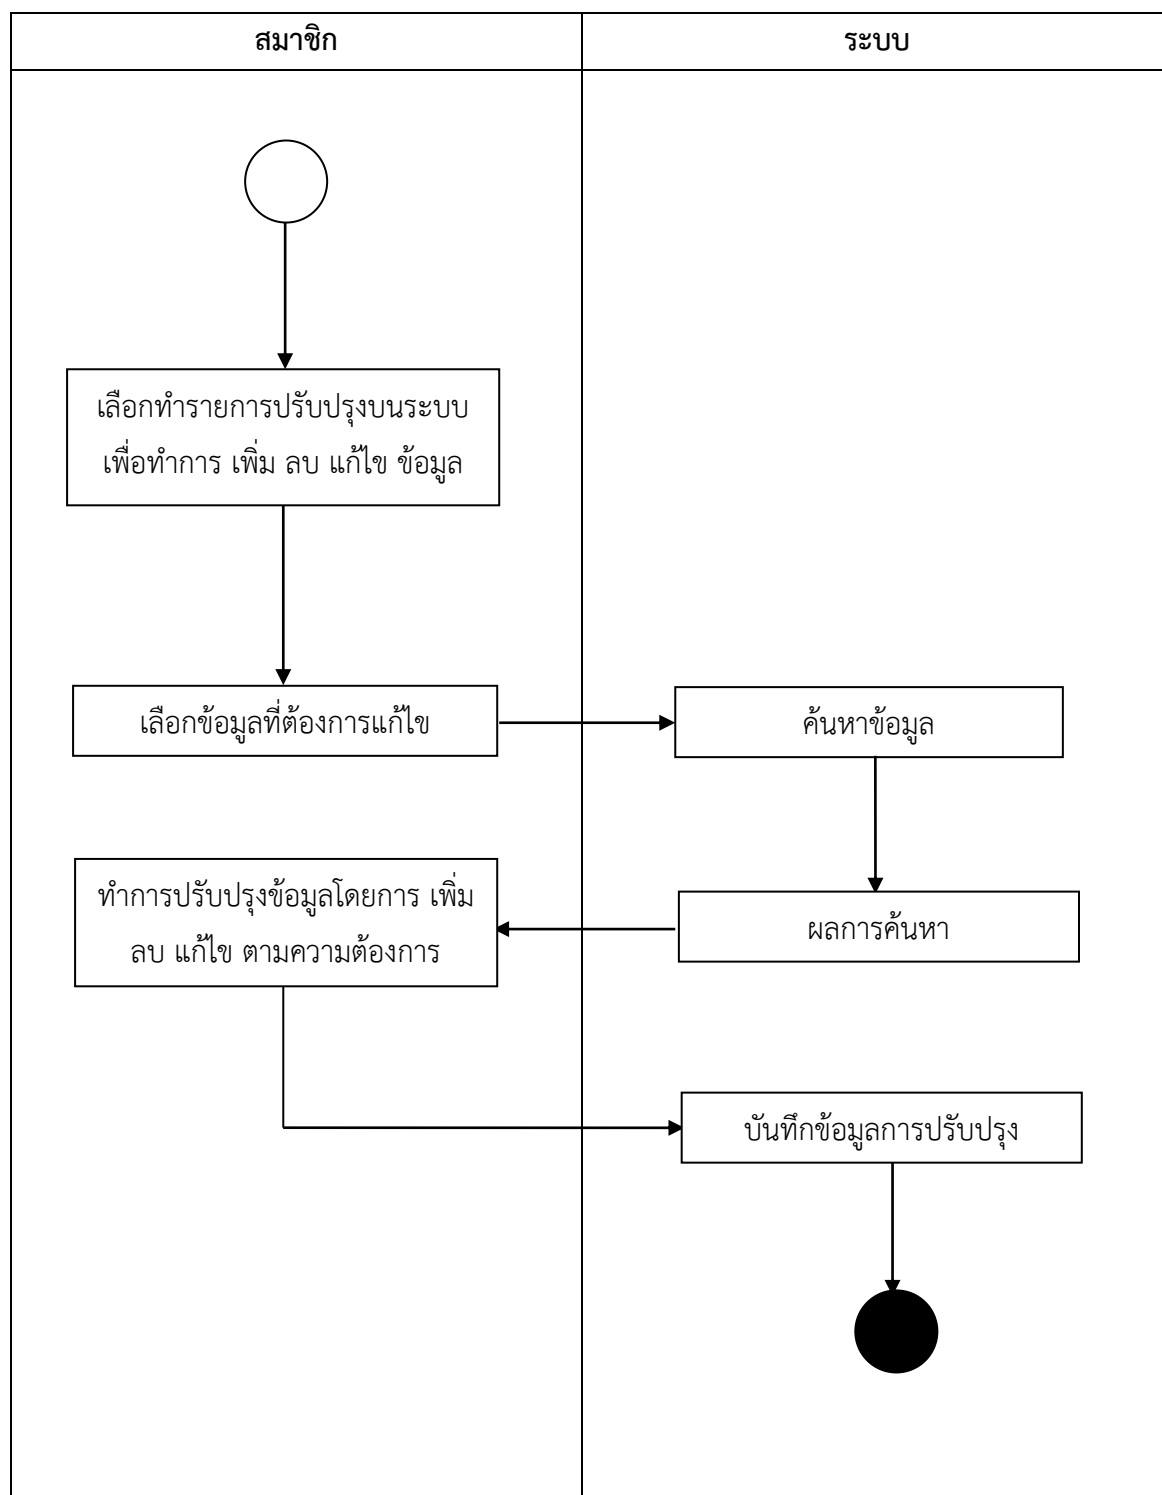 สมาชิก
ระบบ
เลือกทำรายการปรับปรุงบนระบบ
เพื่อทำการ เพิ่ม ลบ แก้ไข ข้อมูล
เลือกข้อมูลที่ต้องการแก้ไข
ค้นหาข้อมูล
ทำการปรับปรุงข้อมูลโดยการ เพิ่ม
ลบ แก้ไข ตามความต้องการ
ผลการค้นหา
บันทึกข้อมูลการปรับปรุง